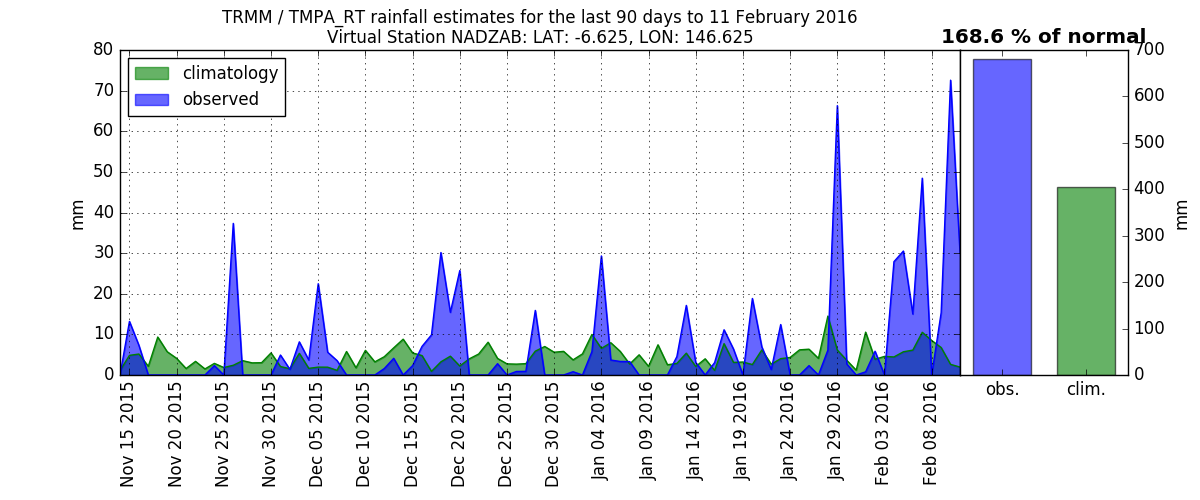 TRMM / TMPA_RT rainfall estimates for the last 90 days to 11 February 2016
Virtual Station NADZAB: LAT: -6.625, LON: 146.625
168.6 % of normal
climatology
observed
mm
80
70
60
50
40
30
20
10
0
Nov 15 2015
Nov 20 2015
Nov 25 2015
Nov 30 2015
Dec 05 2015
Dec 10 2015
Dec 15 2015
Dec 20 2015
Dec 25 2015
Dec 30 2015
Jan 04 2016
Jan 09 2016
Jan 14 2016
Jan 19 2016
Jan 24 2016
Jan 29 2016
Feb 03 2016
Feb 08 2016
obs.
clim.
700
600
500
400
300
200
100
0
mm